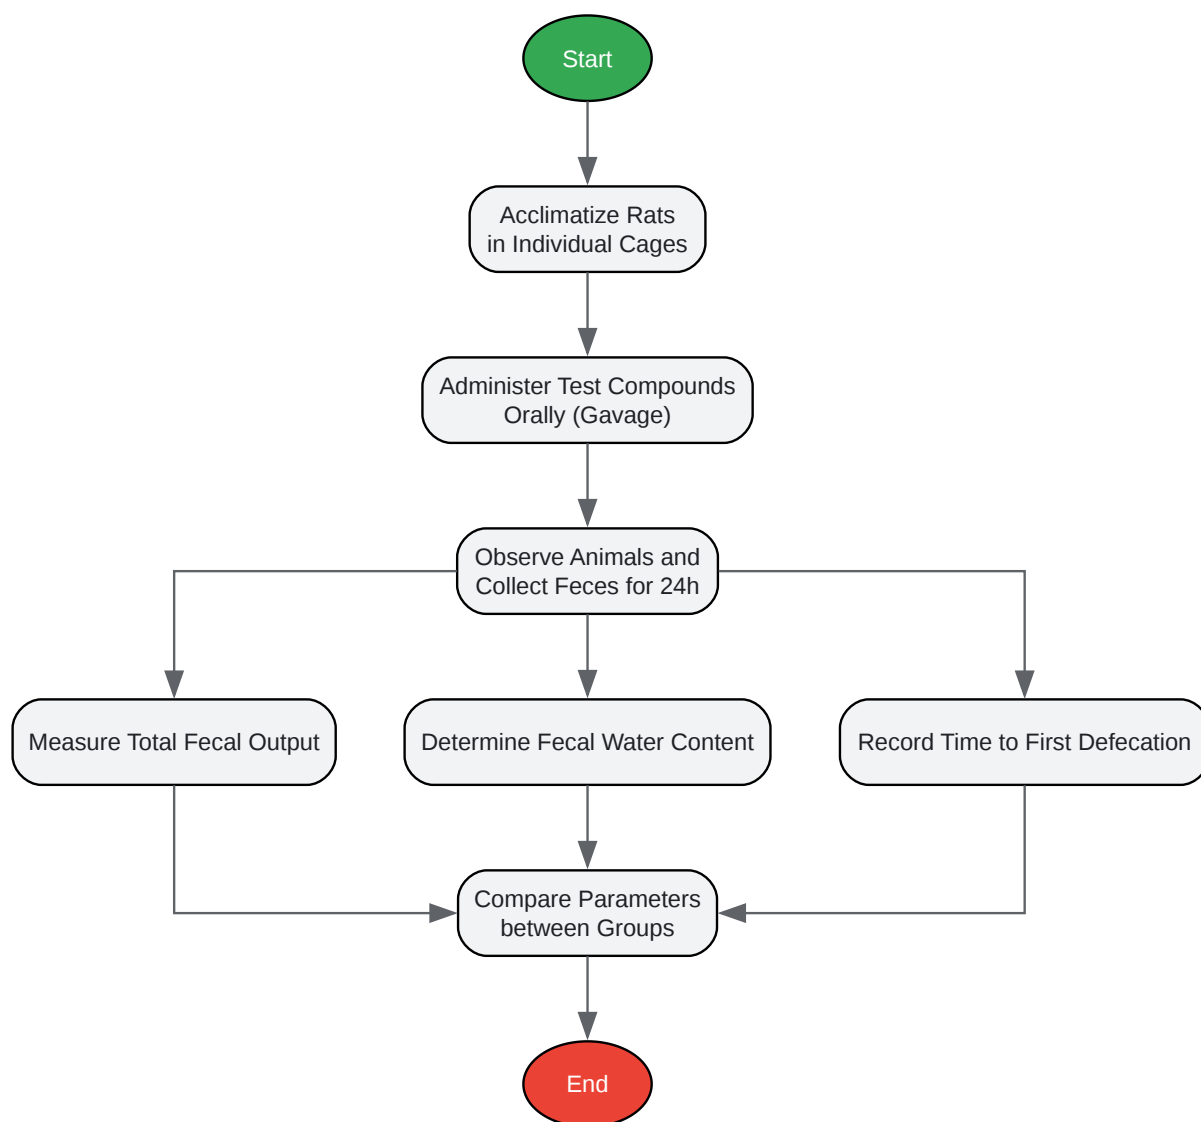 Start
Acclimatize Rats
in Individual Cages
Administer Test Compounds
Orally (Gavage)
Observe Animals and
Collect Feces for 24h
Measure Total Fecal Output
Determine Fecal Water Content
Record Time to First Defecation
Compare Parameters
between Groups
End